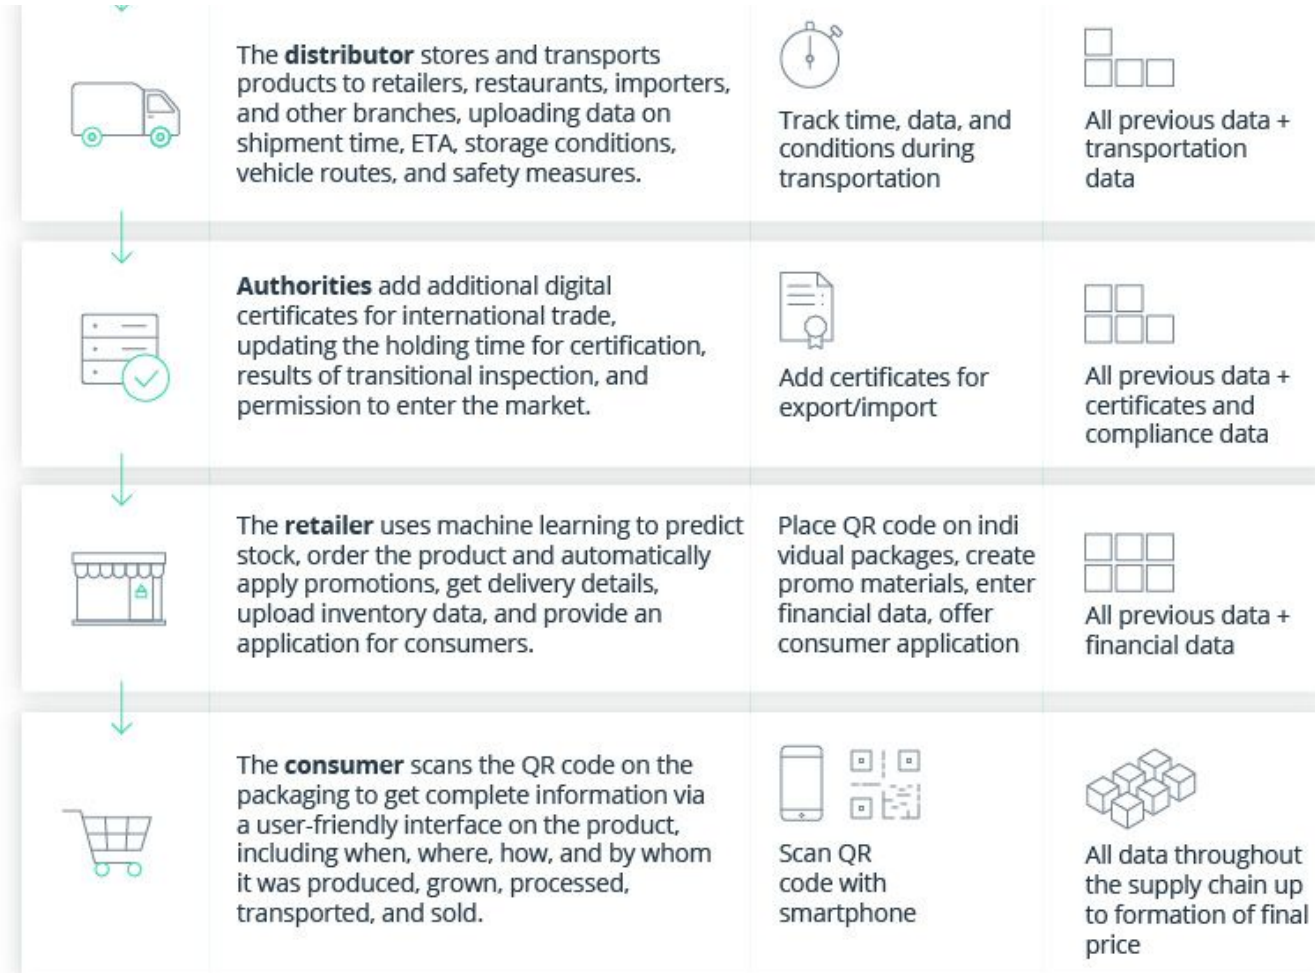 The distributor stores and transports
products to retailers, restaurants, importers,
and other branches, uploading data on
shipment time, ETA, storage conditions,
vehicle routes, and safety measures.
Track time, data, and
conditions during
transportation
All previous data +
transportation
data
Authorities add additional digital
certificates for international trade,
updating the holding time for certification,
results of transitional inspection, and
permission to enter the market.
Add certificates for
export/import
All previous data +
certificates and
compliance data
The retailer uses machine learning to predict
stock, order the product and automatically
apply promotions, get delivery details,
upload inventory data, and provide an
application for consumers.
Place QR code on indi
vidual packages, create
promo materials, enter
financial data, offer
consumer application
All previous data +
financial data
The consumer scans the QR code on the
packaging to get complete information via
a user-friendly interface on the product,
including when, where, how, and by whom
it was produced, grown, processed,
transported, and sold.
Scan QR
code with
smartphone
All data throughout
the supply chain up
to formation of final
price